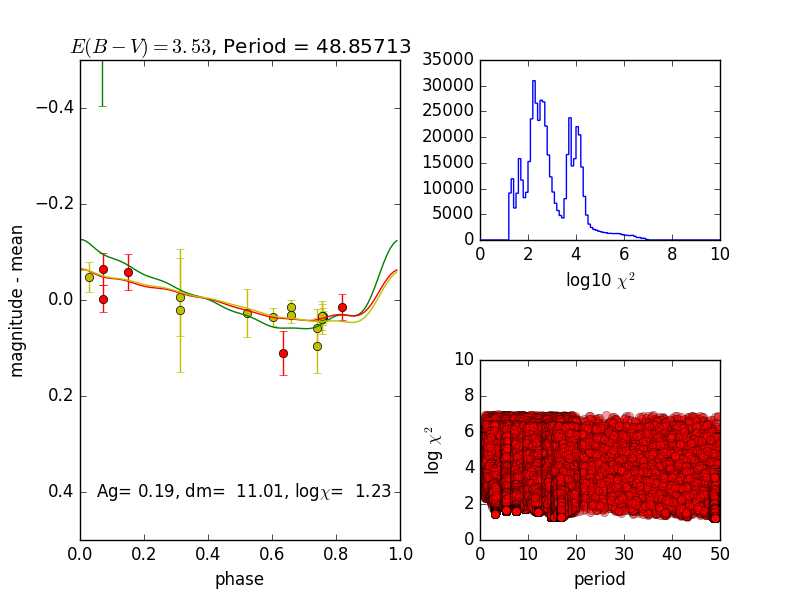 E(B − V) = 3.53, Period = 48.85713
magnitude - mean
−0.4
−0.2
0.0
0.2
0.4
Ag= 0.19, dm= 11.01, logχ= 1.23
0.0 0.2 0.4 0.6 0.8 1.0
phase
35000
30000
25000
20000
15000
10000
5000
0
0 2 4 6 8 10
log10 χ²
log χ²
10
8
6
4
2
0
0 10 20 30 40 50
period